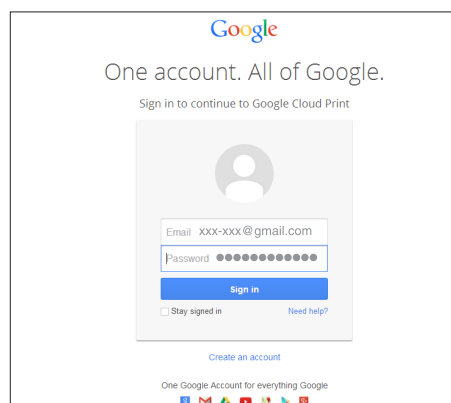 Google
One account. All of Google.
Sign in to continue to Google Cloud Print
Email xxx-xxx@gmail.com
Password ●●●●●●●●●●●●
Sign in
Stay signed in Need help?
Create an account
One Google Account for everything Google